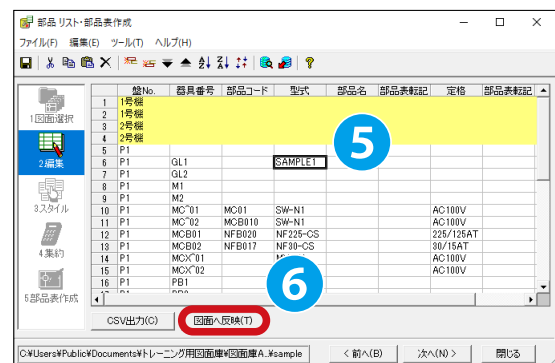 部品リスト・部品表作成
ファイル(F) 編集(E) ツール(T) ヘルプ(H)
盤No. 器具番号 部品コード 型式 部品名 部品表転記 定格 部品表転記
1 1号機
2 1号機
3 2号機
4 2号機
5 P1
6 P1 GL1 SAMPLE1
7 P1 GL2
8 P1 M1
9 P1 M2
10 P1 MC^01 MC01 SW-N1 AC100V
11 P1 MC^02 MCB010 SW-N1 AC100V
12 P1 MCB01 NFB020 NF225-CS 225/125AT
13 P1 MCB02 NFB017 NF30-CS 30/15AT
14 P1 MCX^01 AC100V
15 P1 MCX^02 AC100V
16 P1 PB1
5
6
1.図面選択
2.編集
3.スタイル
4.集約
5.部品表作成
CSV出力(C) 図面へ反映(T)
C:¥Users¥Public¥Documents¥トレーニング用図面庫¥図面庫A..¥sample < 前へ(B) 次へ(N) > 閉じる